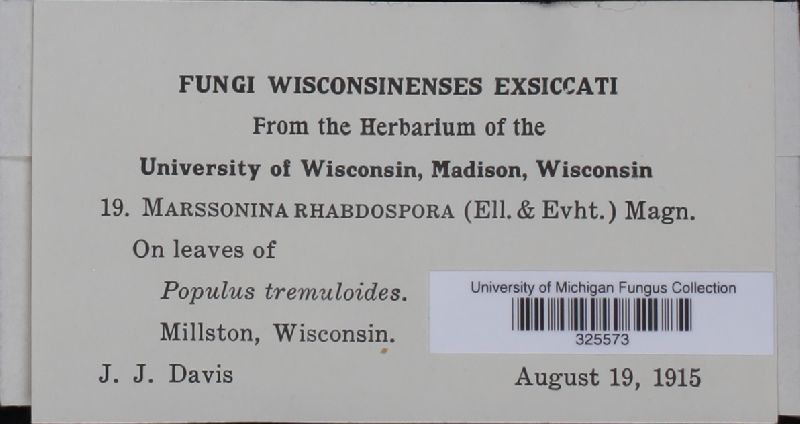 FUNGI WISCONSINENSES EXSICCATI
From the Herbarium of the
University of Wisconsin, Madison, Wisconsin
19. MARSSONINA RHABDOSPORA (Ell. & Evht.) Magn.
On leaves of
Populus tremuloides.
Millston, Wisconsin.
J. J. Davis
August 19, 1915
University of Michigan Fungus Collection
325573